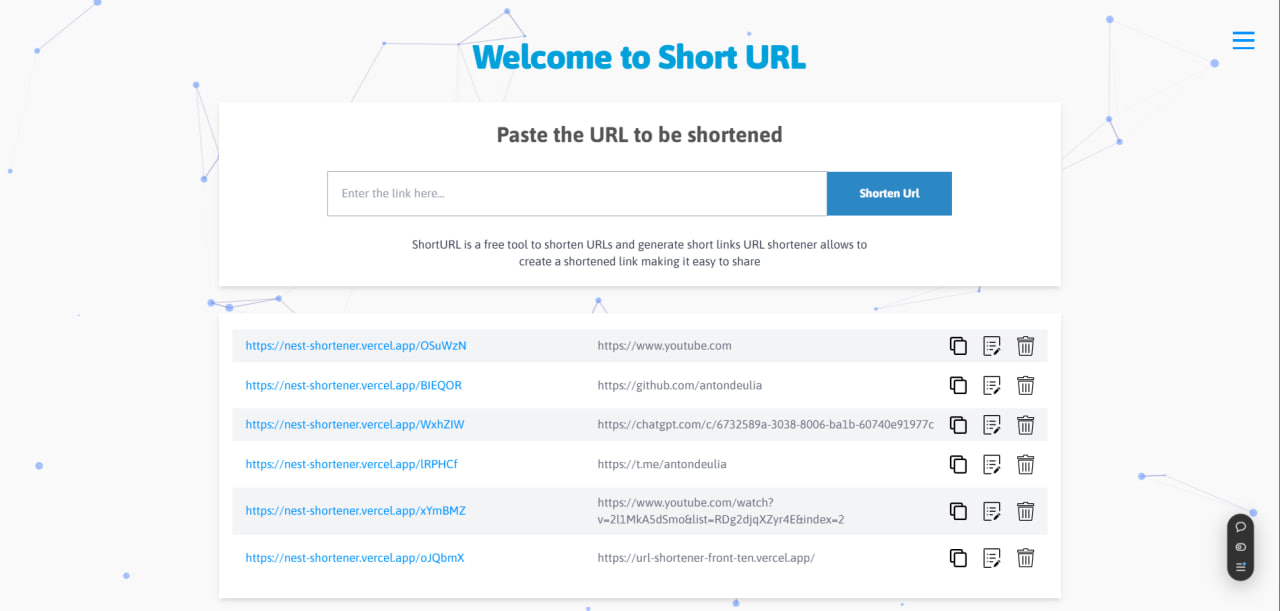 Welcome to Short URL
Paste the URL to be shortened
Enter the link here...
Shorten Url
ShortURL is a free tool to shorten URLs and generate short links URL shortener allows to
create a shortened link making it easy to share
https://nest-shortener.vercel.app/OSuWzN
https://www.youtube.com
https://nest-shortener.vercel.app/BIEQOR
https://github.com/antondeulia
https://nest-shortener.vercel.app/WxhZIW
https://chatgpt.com/c/6732589a-3038-8006-ba1b-60740e91977c
https://nest-shortener.vercel.app/lRPHCf
https://t.me/antondeulia
https://nest-shortener.vercel.app/xYmBMZ
https://www.youtube.com/watch?
v=2l1MkA5dSmo&list=RDg2djqXZyr4E&index=2
https://nest-shortener.vercel.app/oJQbmX
https://url-shortener-front-ten.vercel.app/